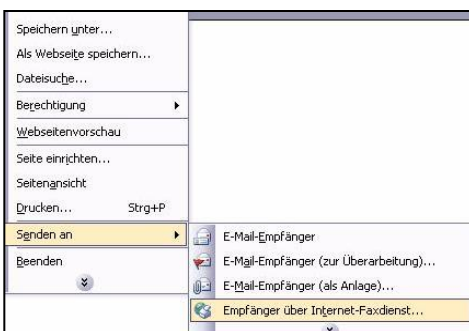 Speichern unter...
Als Webseite speichern...
Dateisuche...
Berechtigung
Webseitenvorschau
Seite einrichten...
Seitenansicht
Drucken... Strg+P
Senden an
Beenden
E-Mail-Empfänger
E-Mail-Empfänger (zur Überarbeitung)...
E-Mail-Empfänger (als Anlage)...
Empfänger über Internet-Faxdienst...